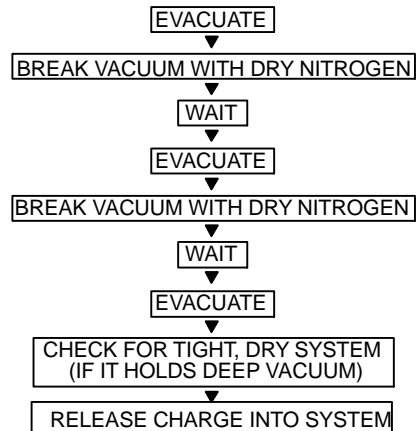 EVACUATE
BREAK VACUUM WITH DRY NITROGEN
WAIT
EVACUATE
BREAK VACUUM WITH DRY NITROGEN
WAIT
EVACUATE
CHECK FOR TIGHT, DRY SYSTEM
(IF IT HOLDS DEEP VACUUM)
RELEASE CHARGE INTO SYSTEM